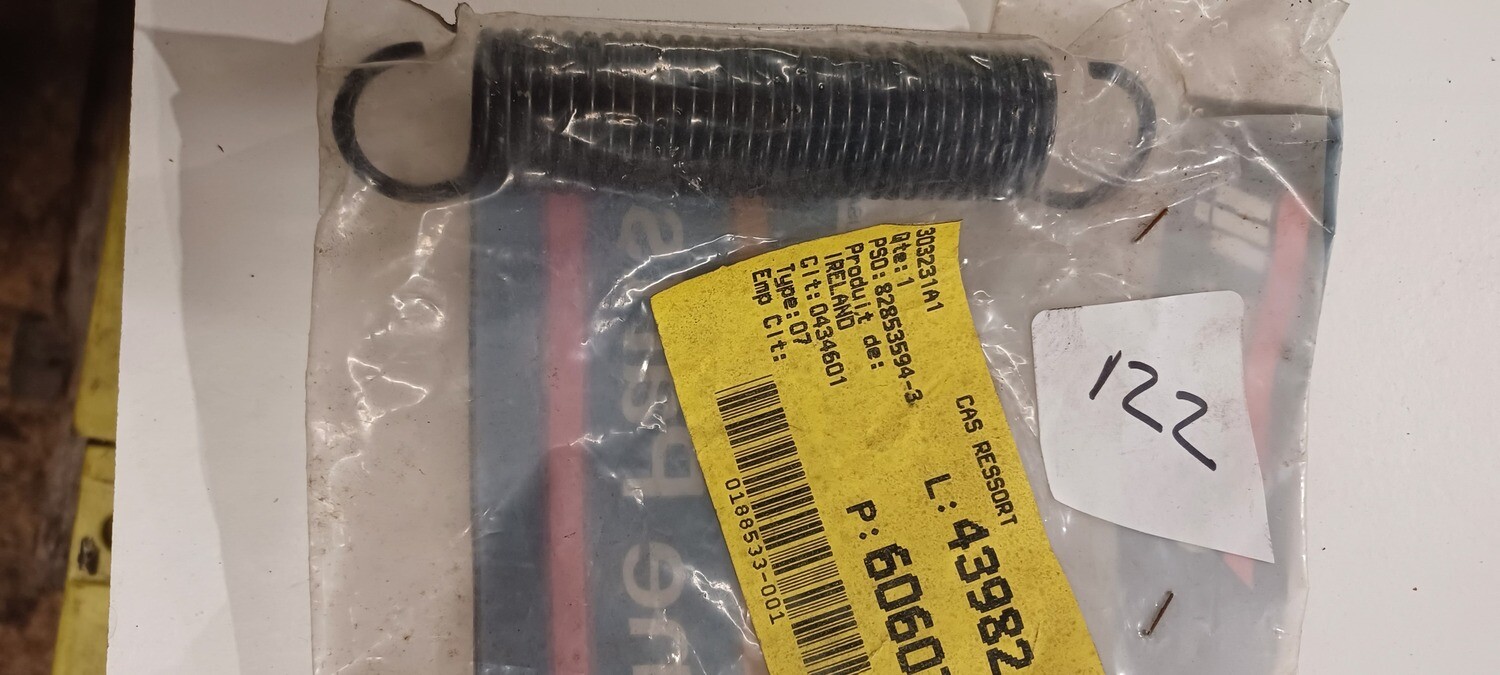 303231A1
Qte:1
PSO:82853594-3
Produit de:
IRELAND
Clt:0434601
Type:07
Emp Clt:
CAS RESSORT
L:43982
P:6060
0188533-001
122